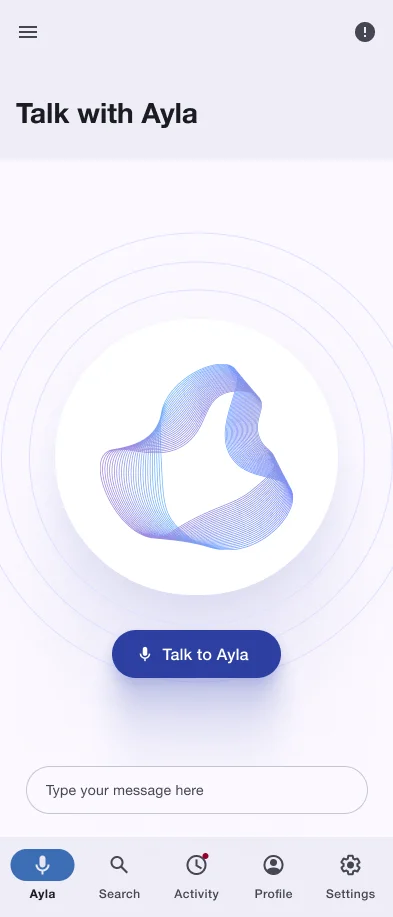 Talk with Ayla
Talk to Ayla
Type your message here
Ayla
Search
Activity
Profile
Settings